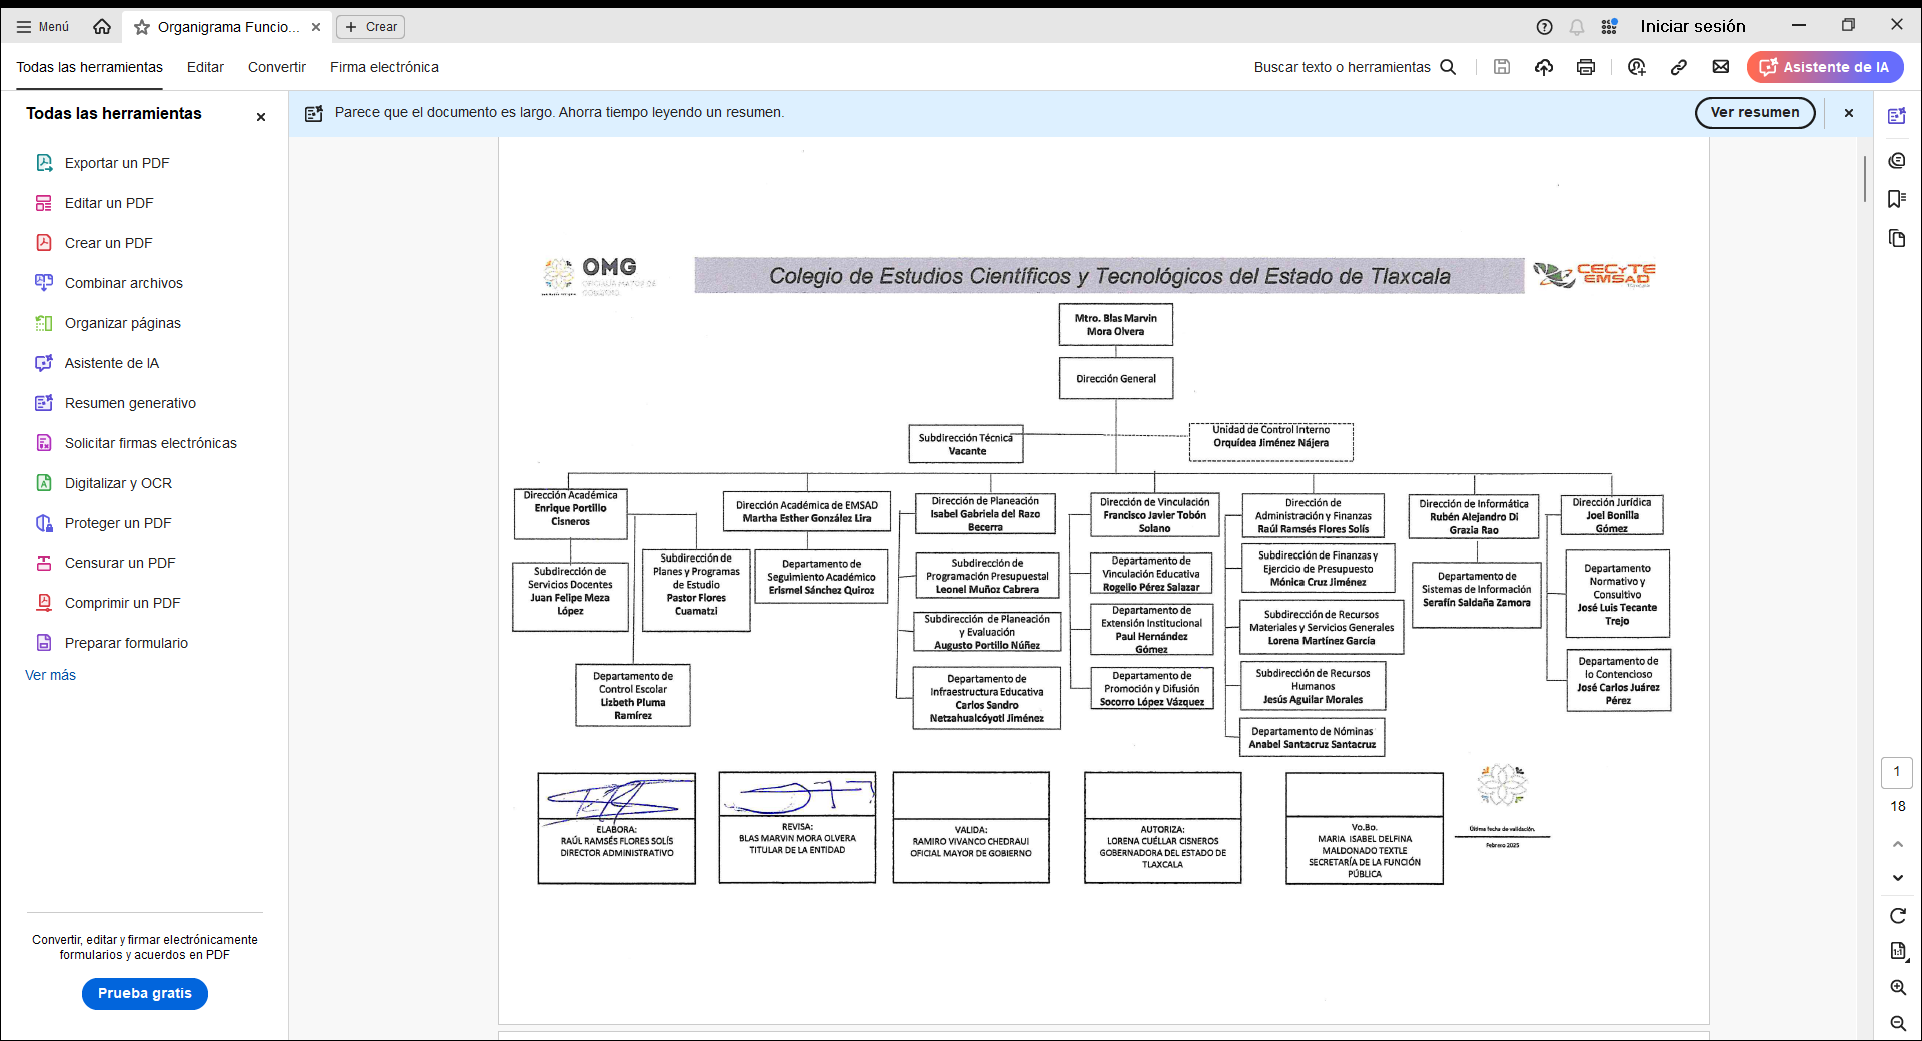 Menú
Organigrama Funcio...
Crear
Iniciar sesión
Todas las herramientas
Editar
Convertir
Firma electrónica
Buscar texto o herramientas
Asistente de IA
Todas las herramientas
Parece que el documento es largo. Ahorra tiempo leyendo un resumen.
Ver resumen
Exportar un PDF
Editar un PDF
Crear un PDF
Combinar archivos
Organizar páginas
Asistente de IA
Resumen generativo
Solicitar firmas electrónicas
Digitalizar y OCR
Proteger un PDF
Censurar un PDF
Comprimir un PDF
Preparar formulario
Ver más
Convertir, editar y firmar electrónicamente
formularios y acuerdos en PDF
Prueba gratis
OMG
Colegio de Estudios Científicos y Tecnológicos del Estado de Tlaxcala
CECyTE
EMSAD
Mtro. Blas Marvin
Mora Olvera
Dirección General
Subdirección Técnica
Vacante
Unidad de Control Interno
Orquídea Jiménez Nájera
Dirección Académica
Enrique Portillo
Cisneros
Dirección Académica de EMSAD
Martha Esther González Lira
Dirección de Planeación
Isabel Gabriela del Razo
Becerra
Dirección de Vinculación
Francisco Javier Tobón
Solano
Dirección de
Administración y Finanzas
Raúl Ramsés Flores Solís
Dirección de Informática
Rubén Alejandro Di
Grazia Rao
Dirección Jurídica
Joel Bonilla
Gómez
Subdirección de
Servicios Docentes
Juan Felipe Meza
López
Subdirección de
Planes y Programas
de Estudio
Pastor Flores
Cuamatzi
Departamento de
Control Escolar
Lizbeth Pluma
Ramírez
Departamento de
Seguimiento Académico
Erismel Sánchez Quiroz
Subdirección de
Programación Presupuestal
Leonel Muñoz Cabrera
Subdirección de Planeación
y Evaluación
Augusto Portillo Núñez
Departamento de
Infraestructura Educativa
Carlos Sandro
Netzahualcóyotl Jiménez
Departamento de
Vinculación Educativa
Rogelio Pérez Salazar
Departamento de
Extensión Institucional
Paul Hernández
Gómez
Departamento de
Promoción y Difusión
Socorro López Vázquez
Subdirección de Finanzas y
Ejercicio de Presupuesto
Mónica Cruz Jiménez
Subdirección de Recursos
Materiales y Servicios Generales
Lorena Martínez García
Subdirección de Recursos
Humanos
Jesús Aguilar Morales
Departamento de Nóminas
Anabel Santacruz Santacruz
Departamento de
Sistemas de Información
Serafín Saldaña Zamora
Departamento
Normativo y
Consultivo
José Luis Tecante
Trejo
Departamento de
lo Contencioso
José Carlos Juárez
Pérez
ELABORA:
RAÚL RAMSÉS FLORES SOLÍS
DIRECTOR ADMINISTRATIVO
REVISA:
BLAS MARVIN MORA OLVERA
TITULAR DE LA ENTIDAD
VALIDA:
RAMIRO VIVANCO CHEDRAUI
OFICIAL MAYOR DE GOBIERNO
AUTORIZA:
LORENA CUÉLLAR CISNEROS
GOBERNADORA DEL ESTADO DE
TLAXCALA
Vo.Bo.
MARIA ISABEL DELFINA
MALDONADO TEXTLE
SECRETARÍA DE LA FUNCIÓN
PÚBLICA
Última fecha de validación.
Febrero 2025
1
18